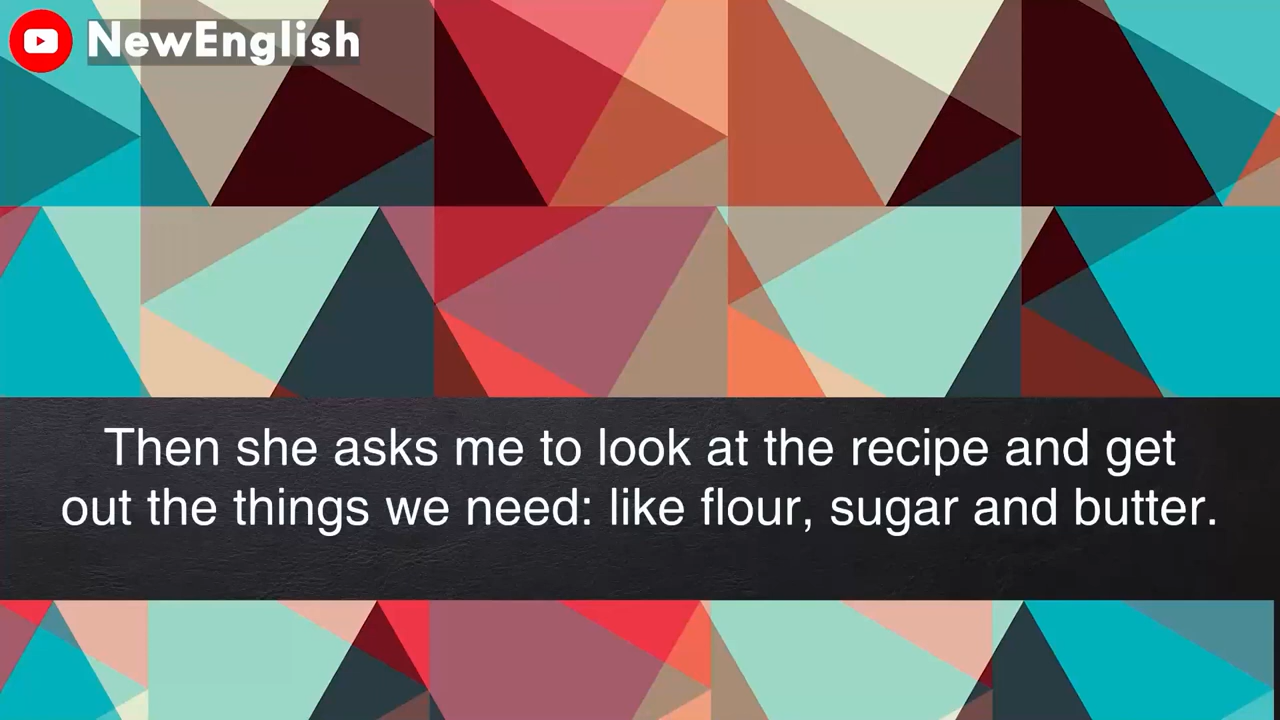 NewEnglish
Then she asks me to look at the recipe and get
out the things we need: like flour, sugar and butter.